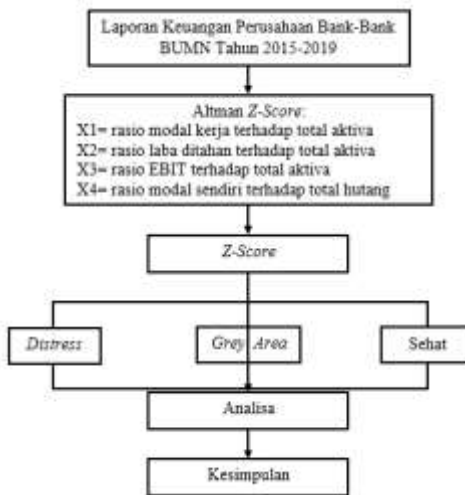 Laporan Keuangan Perusahaan Bank-Bank
BUMN Tahun 2015-2019
Altman Z-Score:
X1= rasio modal kerja terhadap total aktiva
X2= rasio laba ditahan terhadap total aktiva
X3= rasio EBIT terhadap total aktiva
X4= rasio modal sendiri terhadap total hutang
Z-Score
Distress
Grey Area
Sehat
Analisa
Kesimpulan